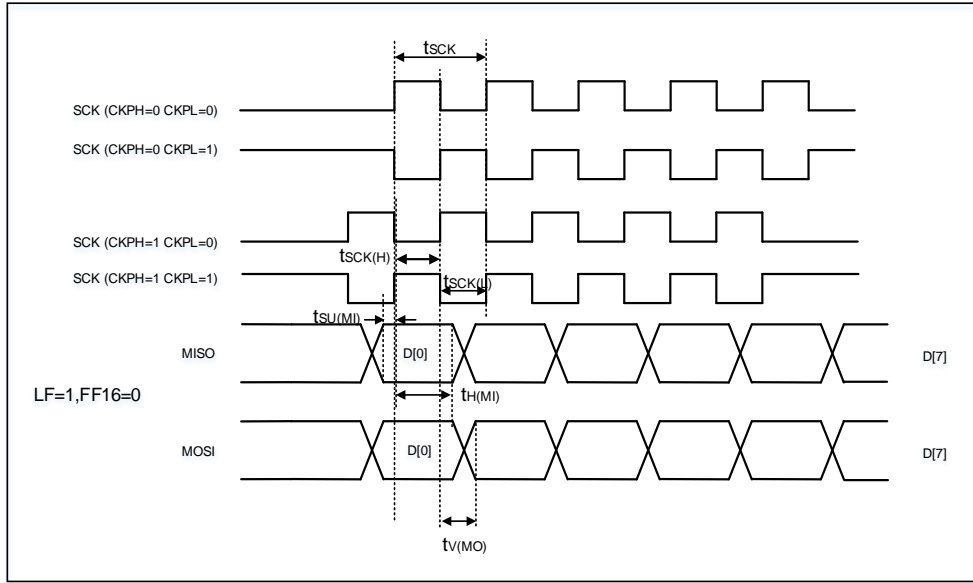 tSCK
SCK (CKPH=0 CKPL=0)
SCK (CKPH=0 CKPL=1)
SCK (CKPH=1 CKPL=0)
tSCK(H)
SCK (CKPH=1 CKPL=1)
tSCK(L)
tSU(MI)
MISO
D[0]
D[7]
LF=1,FF16=0
tH(MI)
MOSI
D[0]
D[7]
tV(MO)